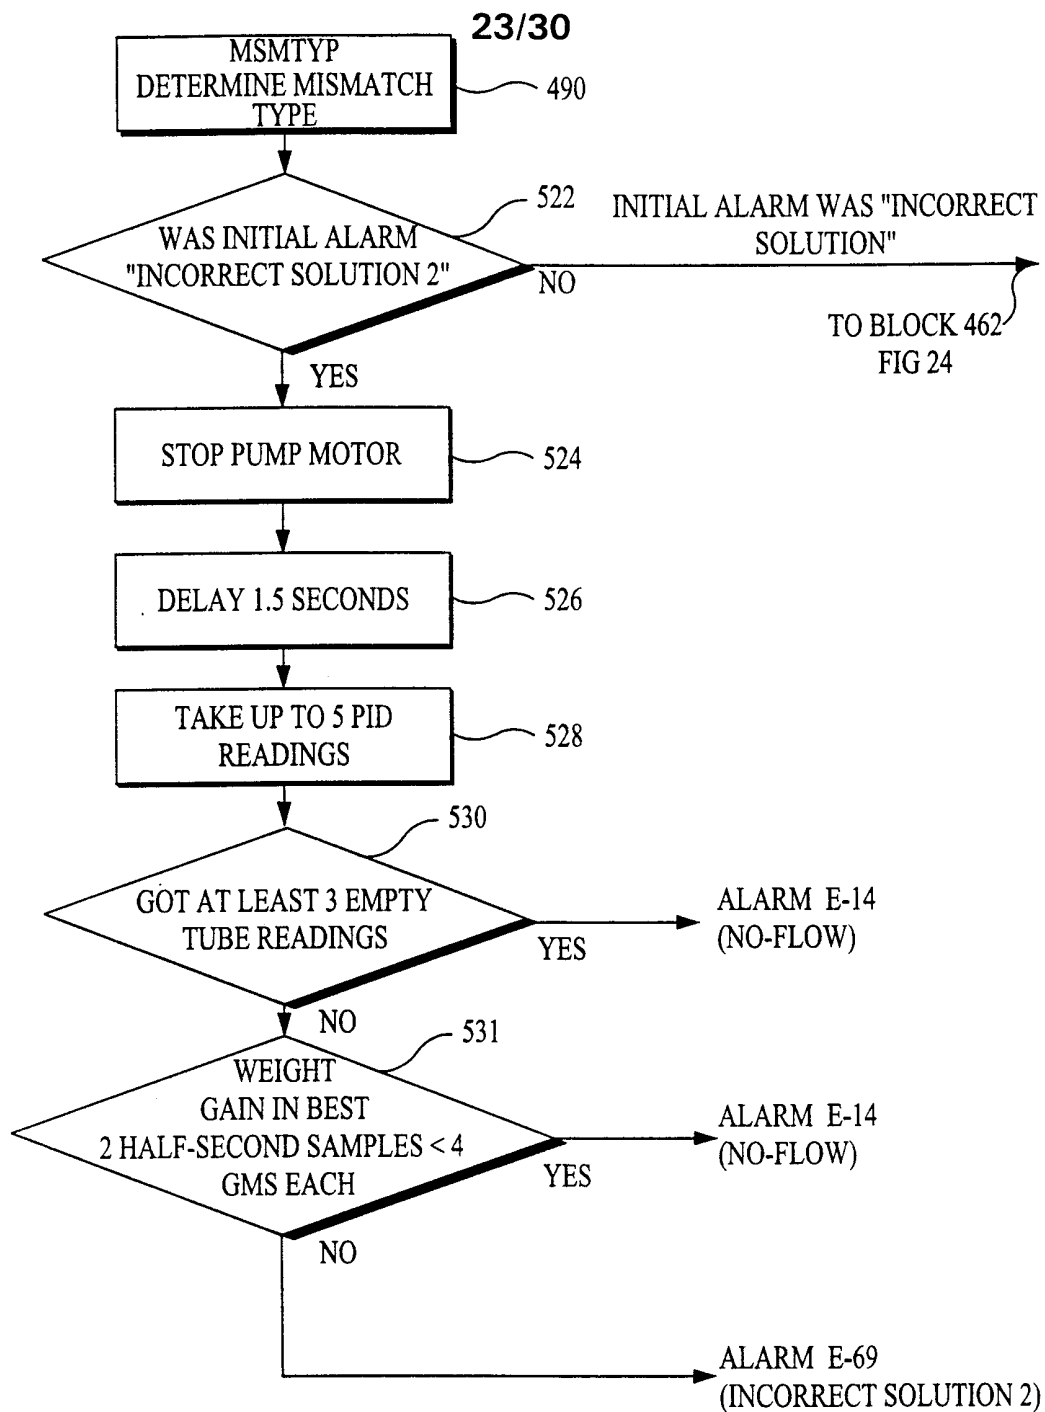 23/30
MSMTYP
DETERMINE MISMATCH
TYPE
490
522
WAS INITIAL ALARM
"INCORRECT SOLUTION 2"
INITIAL ALARM WAS "INCORRECT
SOLUTION"
NO
TO BLOCK 462
FIG 24
YES
STOP PUMP MOTOR
524
DELAY 1.5 SECONDS
526
TAKE UP TO 5 PID
READINGS
528
530
GOT AT LEAST 3 EMPTY
TUBE READINGS
YES
ALARM E-14
(NO-FLOW)
NO
531
WEIGHT
GAIN IN BEST
2 HALF-SECOND SAMPLES < 4
GMS EACH
YES
ALARM E-14
(NO-FLOW)
NO
ALARM E-69
(INCORRECT SOLUTION 2)